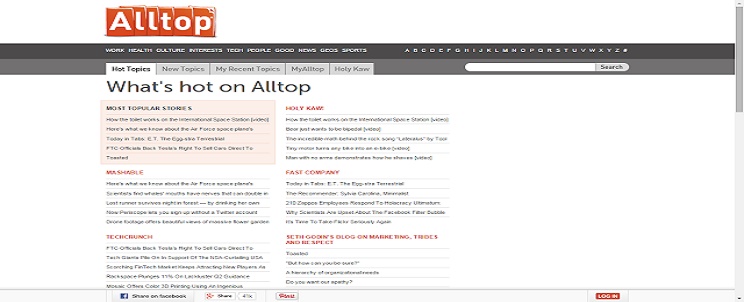 Alltop
WORK HEALTH CULTURE INTERESTS TECH PEOPLE GOOD NEWS GEOS SPORTS
A B C D E F G H I J K L M N O P Q R S T U V W X Y Z #
Hot Topics New Topics My Recent Topics MyAlltop Holy Kaw
Search
What's hot on Alltop
MOST POPULAR STORIES
How the toilet works on the International Space Station [video]
Here's what we know about the Air Force space plane's
Today in Tabs: E.T. The Egg-stra Terrestrial
FTC Officials Back Tesla's Right To Sell Cars Direct To
Toasted
HOLY KAW!
How the toilet works on the International Space Station [video]
Bear just wants to be bipedal [video]
The incredible math behind the rock song "Lateralus" by Tool
Tiny motor turns any bike into an e-bike [video]
Man with no arms demonstrates how he shaves [video]
MASHABLE
Here's what we know about the Air Force space plane's
Scientists find whales' mouths have nerves that can double in
Last runner survives night in forest — by drinking her own
New Periscope lets you sign up without a Twitter account
Drone footage offers beautiful views of massive flower garden
FAST COMPANY
Today in Tabs: E.T. The Egg-stra Terrestrial
The Recommender: Sylvia Carolina, Minimalist
210 Zappos Employees Respond To Holacracy Ultimatum:
Why Scientists Are Upset About The Facebook Filter Bubble
It's Time To Take Flickr Seriously Again
TECHCRUNCH
FTC Officials Back Tesla's Right To Sell Cars Direct To
Tech Giants Pile On In Support Of The NSA-Curtailing USA
Scorching FinTech Market Keeps Attracting New Players As
Rackspace Plunges 11% On Lackluster Q2 Guidance
Mosaic Offers Color 3D Printing Using An Ingenious
SETH GODIN'S BLOG ON MARKETING, TRIBES
AND RESPECT
Toasted
"But how can you be sure?"
A hierarchy of organizational needs
Do you want our apathy?
Share on facebook Share 41k Pin it LOG IN